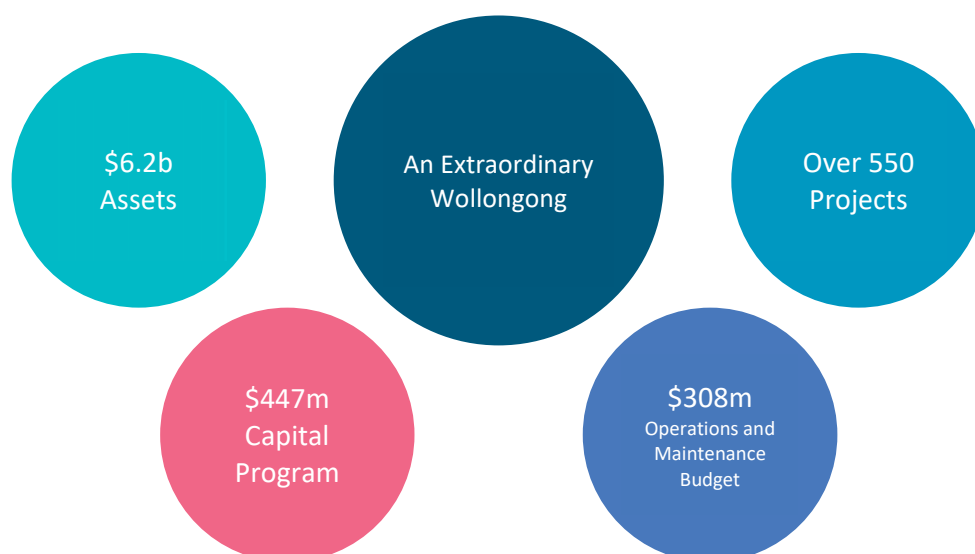 $6.2b
Assets
An Extraordinary
Wollongong
Over 550
Projects
$447m
Capital
Program
$308m
Operations and
Maintenance
Budget